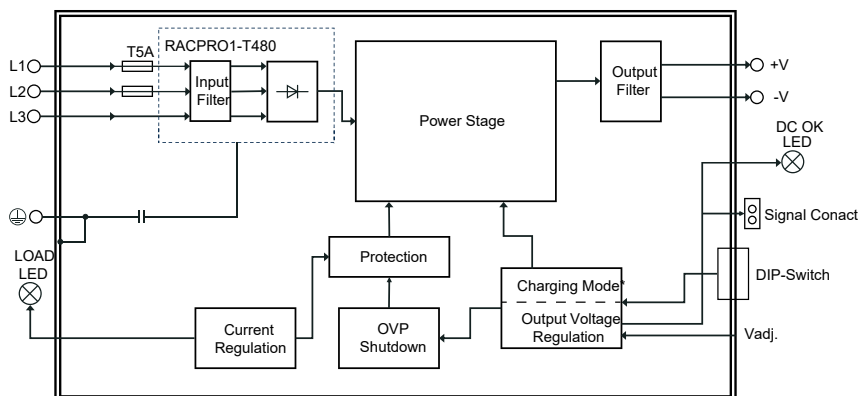 RACPRO1-T480
L1
T5A
L2
L3
Input
Filter
Power Stage
Output
Filter
+V
-V
DC OK
LED
Signal Conact
LOAD
LED
Protection
Charging Mode*
DIP-Switch
Current
Regulation
OVP
Shutdown
Output Voltage
Regulation
Vadj.